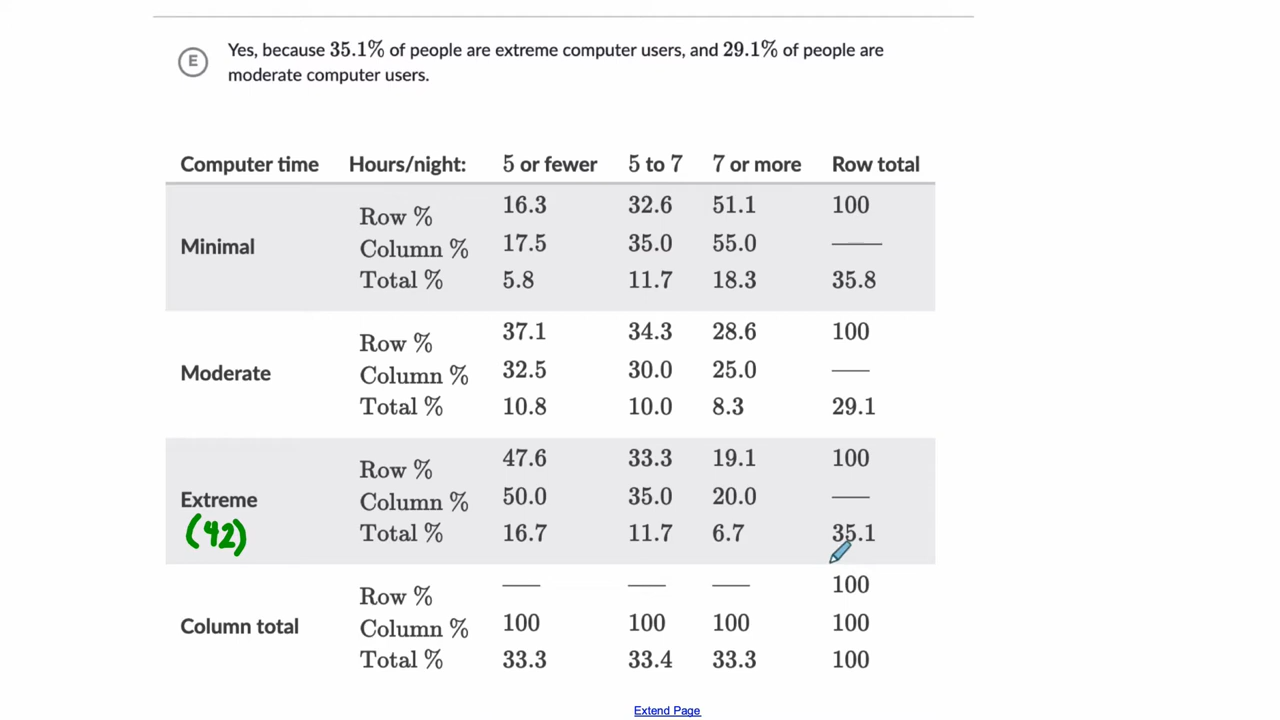 E Yes, because 35.1% of people are extreme computer users, and 29.1% of people are
moderate computer users.
Computer time Hours/night: 5 or fewer 5 to 7 7 or more Row total
Minimal
Row % 16.3 32.6 51.1 100
Column % 17.5 35.0 55.0 —
Total % 5.8 11.7 18.3 35.8
Moderate
Row % 37.1 34.3 28.6 100
Column % 32.5 30.0 25.0 —
Total % 10.8 10.0 8.3 29.1
Extreme
(42)
Row % 47.6 33.3 19.1 100
Column % 50.0 35.0 20.0 —
Total % 16.7 11.7 6.7 35.1
Column total
Row % — — — 100
Column % 100 100 100 100
Total % 33.3 33.4 33.3 100
Extend Page